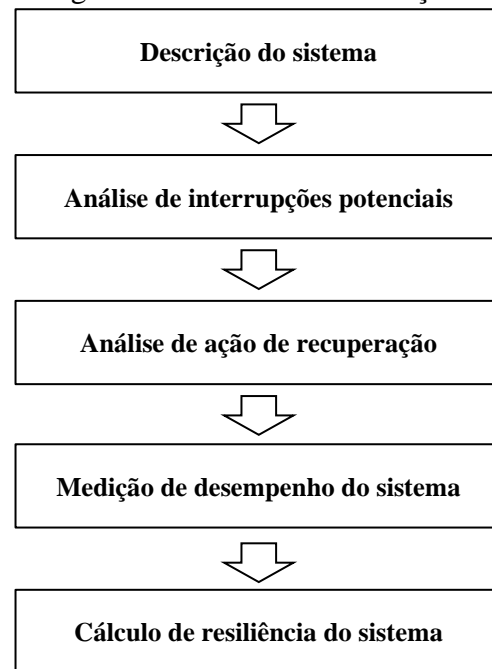 Descrição do sistema
Análise de interrupções potenciais
Análise de ação de recuperação
Medição de desempenho do sistema
Cálculo de resiliência do sistema